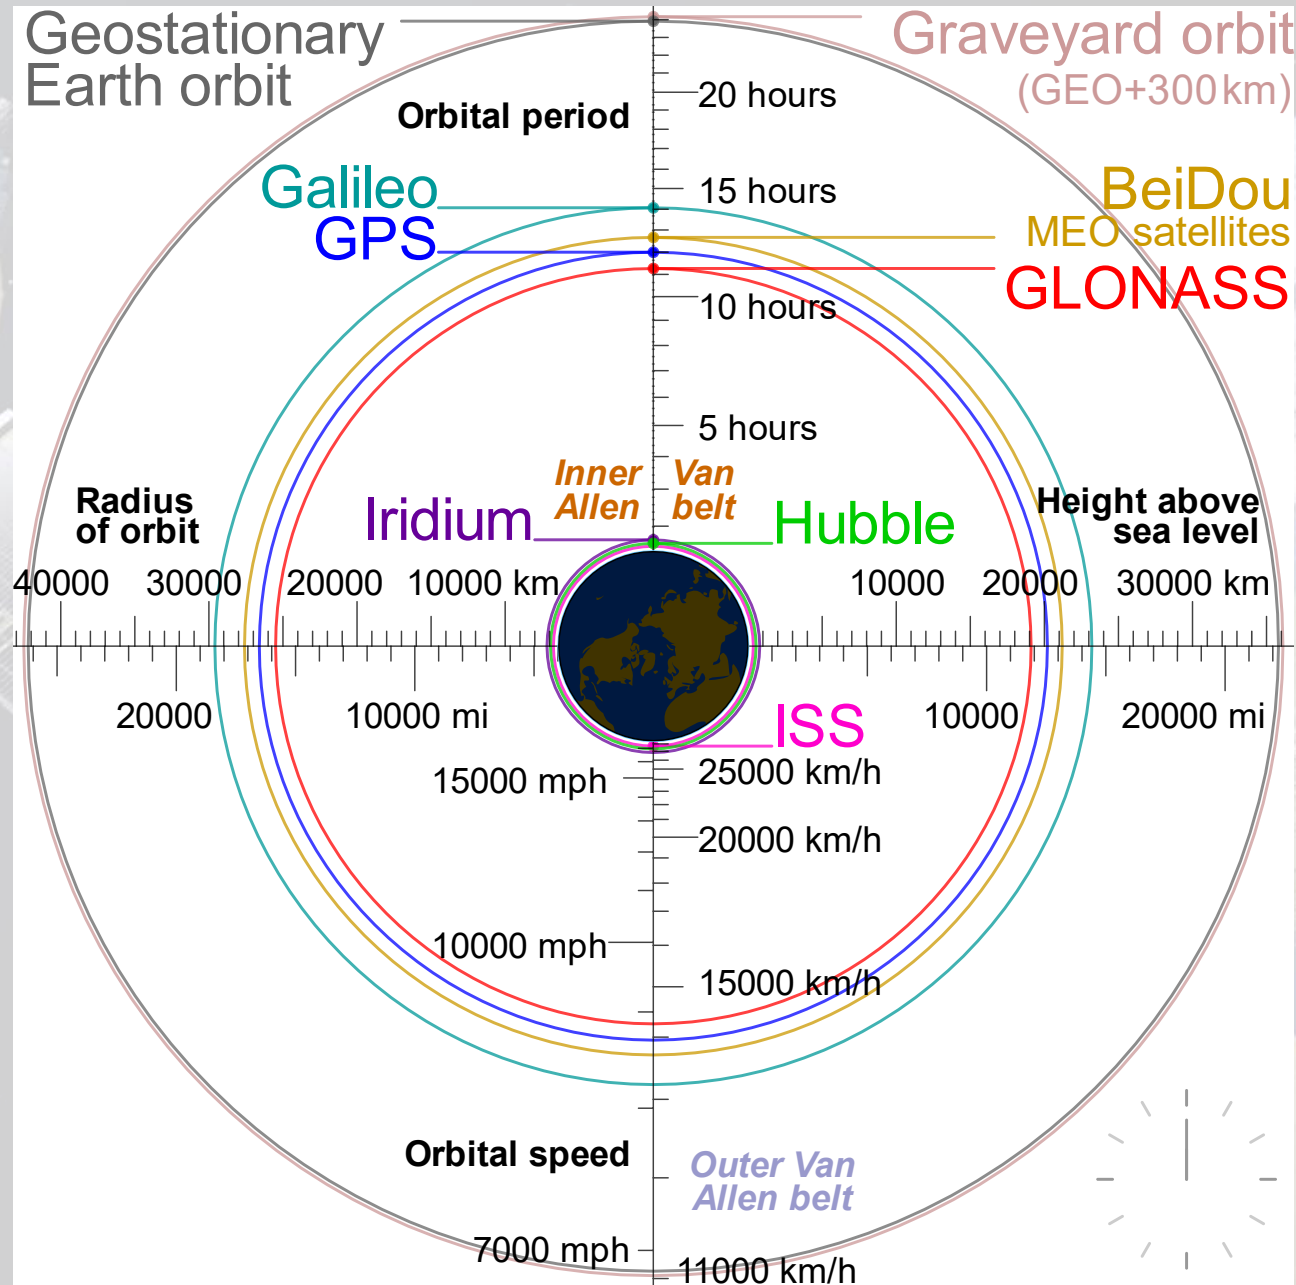 Geostationary
Earth orbit
Graveyard orbit
(GEO+300 km)
Orbital period
20 hours
Galileo
15 hours
BeiDou
GPS
MEO satellites
GLONASS
10 hours
5 hours
Inner Van
Allen belt
Radius
of orbit
Iridium
Hubble
Height above
sea level
40000 30000 20000 10000 km
10000 20000 30000 km
20000 10000 mi
10000 20000 mi
ISS
15000 mph
25000 km/h
20000 km/h
10000 mph
15000 km/h
Orbital speed
Outer Van
Allen belt
7000 mph
11000 km/h